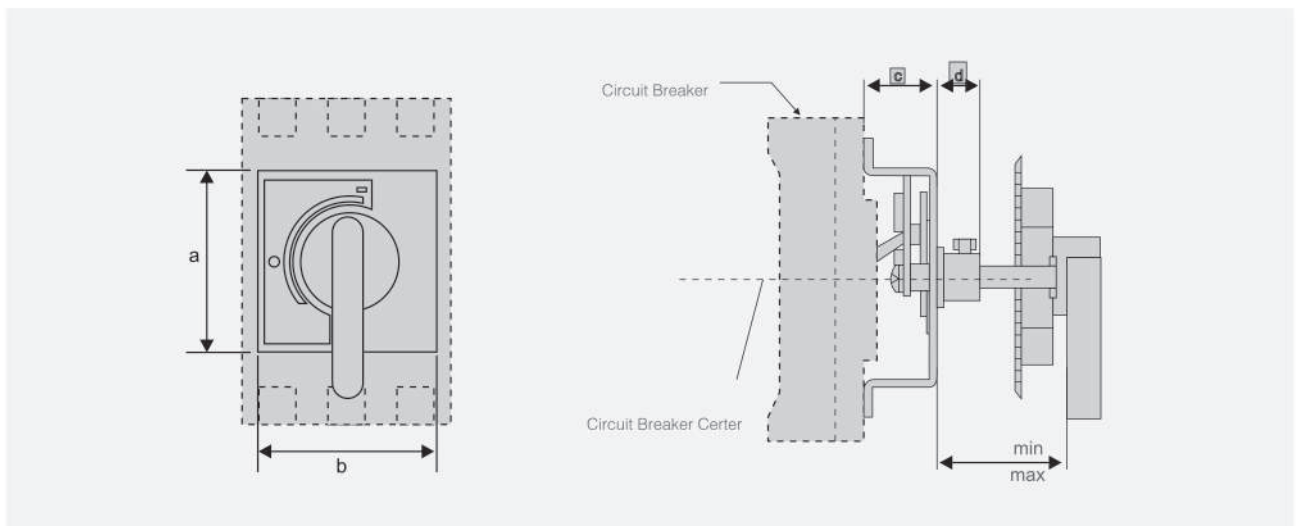 Circuit Breaker
c
d
a
b
Circuit Breaker Certer
min
max